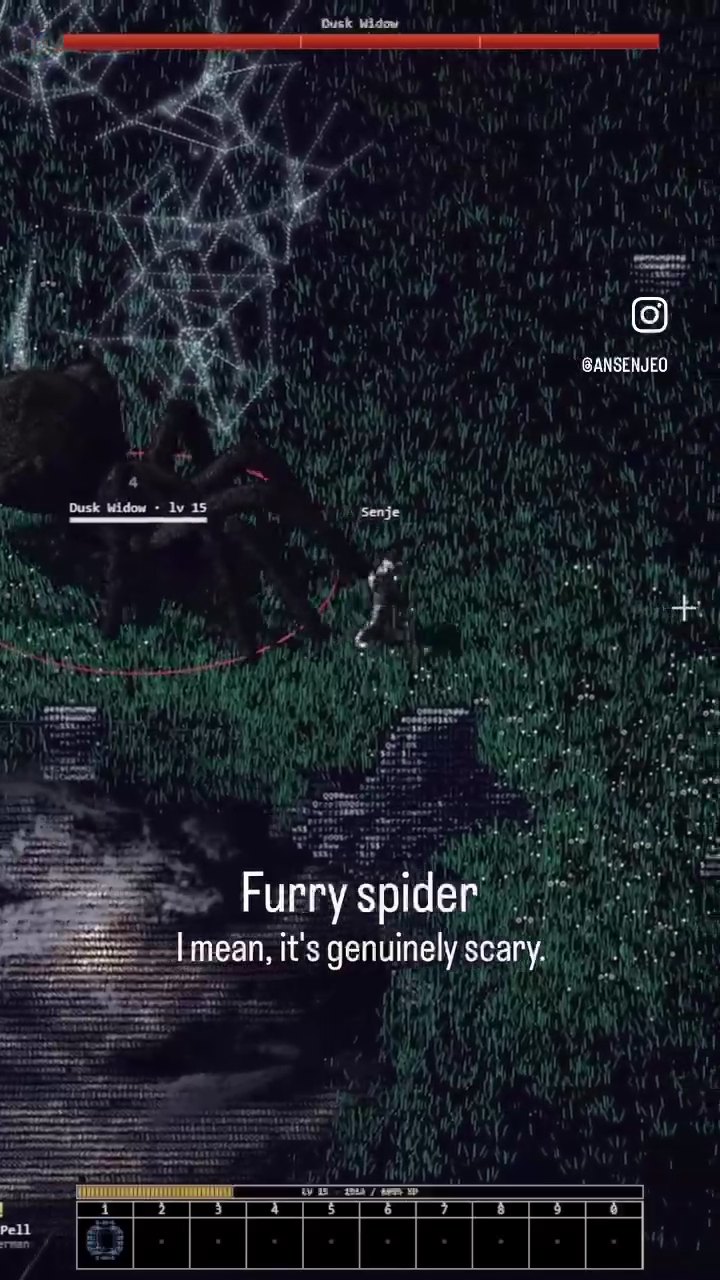 Dusk Widow
@ANSENJEO
4
Dusk Widow · lv 15
Senje
Furry spider
I mean, it's genuinely scary.
LV 15
XP
1 2 3 4 5 6 7 8 9 0
Pell